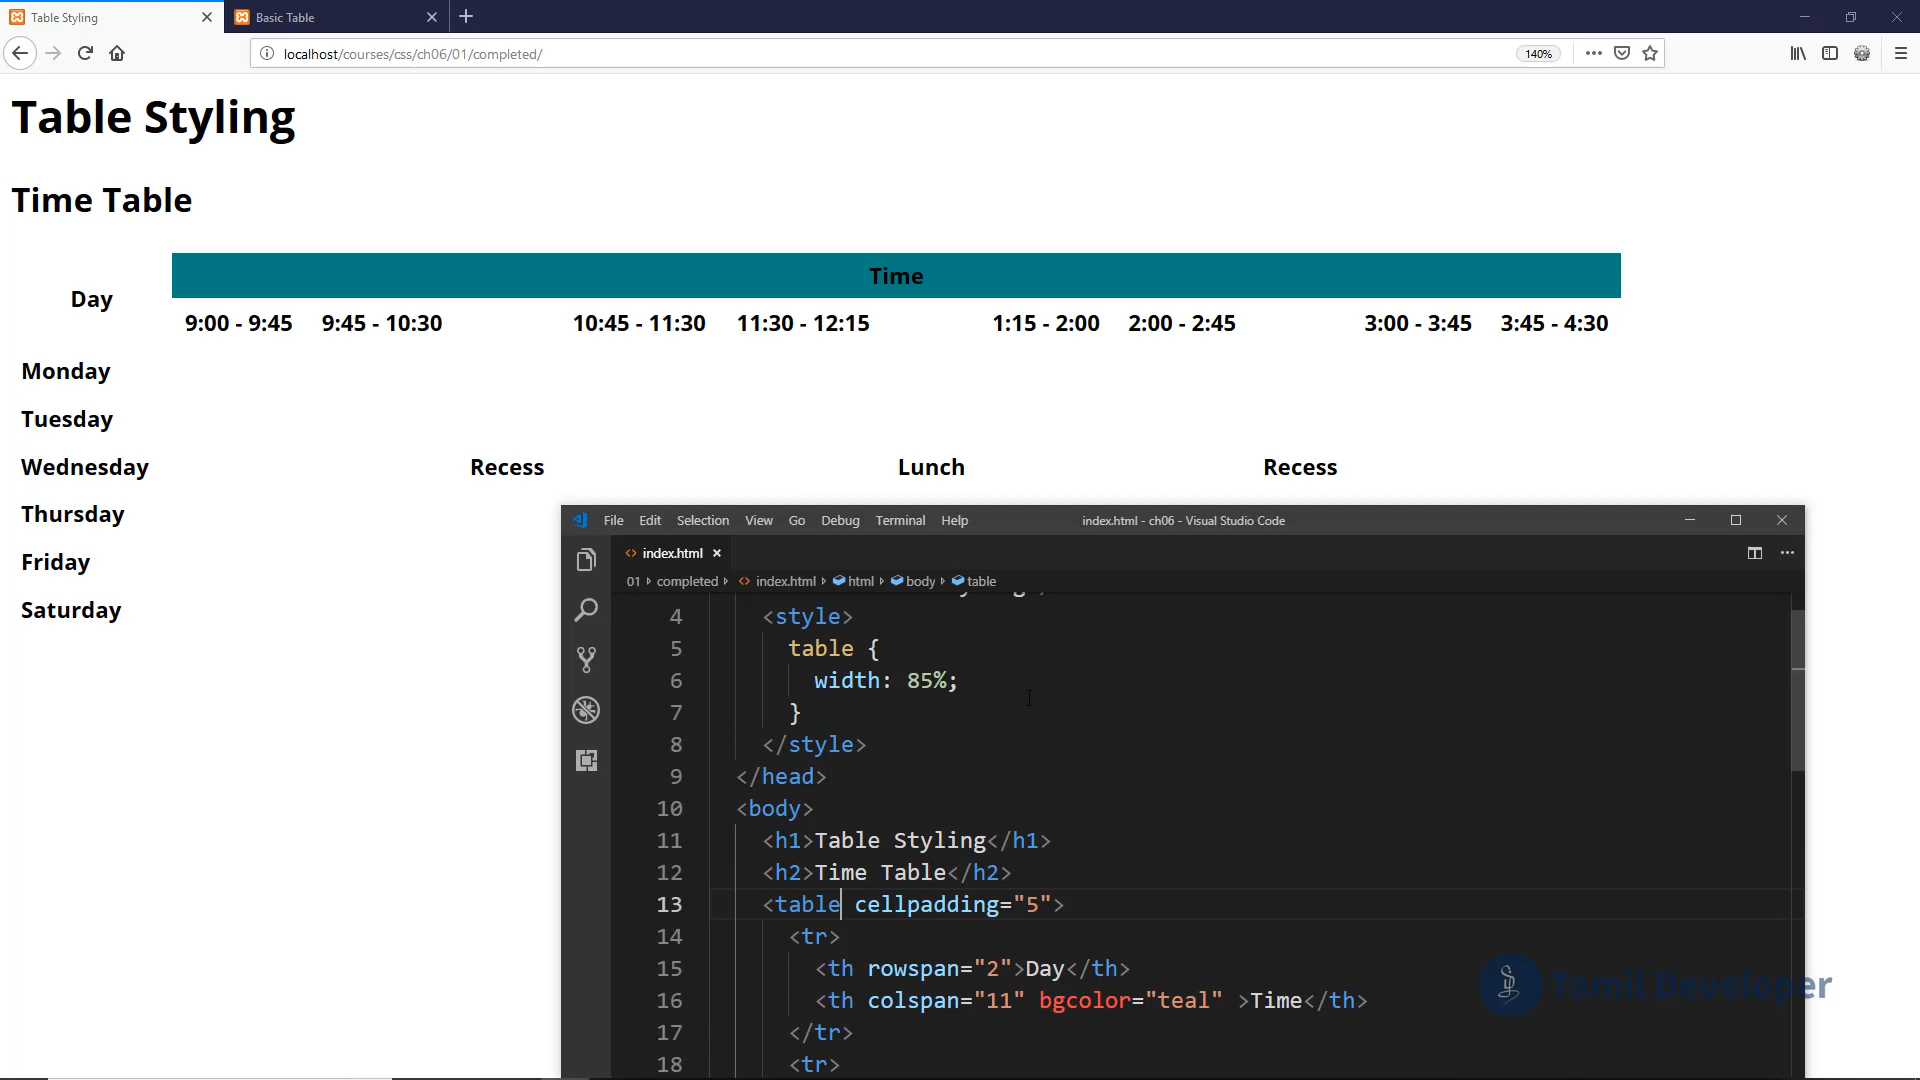 Table Styling
Basic Table
localhost/courses/css/ch06/01/completed/
140%
Table Styling
Time Table
Day
Time
9:00 - 9:45 9:45 - 10:30 10:45 - 11:30 11:30 - 12:15 1:15 - 2:00 2:00 - 2:45 3:00 - 3:45 3:45 - 4:30
Monday
Tuesday
Wednesday Recess Lunch Recess
Thursday
Friday
Saturday
File Edit Selection View Go Debug Terminal Help index.html - ch06 - Visual Studio Code
index.html
01 completed index.html html body table
4 <style>
5 table {
6 width: 85%;
7 }
8 </style>
9 </head>
10 <body>
11 <h1>Table Styling</h1>
12 <h2>Time Table</h2>
13 <table cellpadding="5">
14 <tr>
15 <th rowspan="2">Day</th>
16 <th colspan="11" bgcolor="teal" >Time</th>
17 </tr>
18 <tr>
Tamil Developer